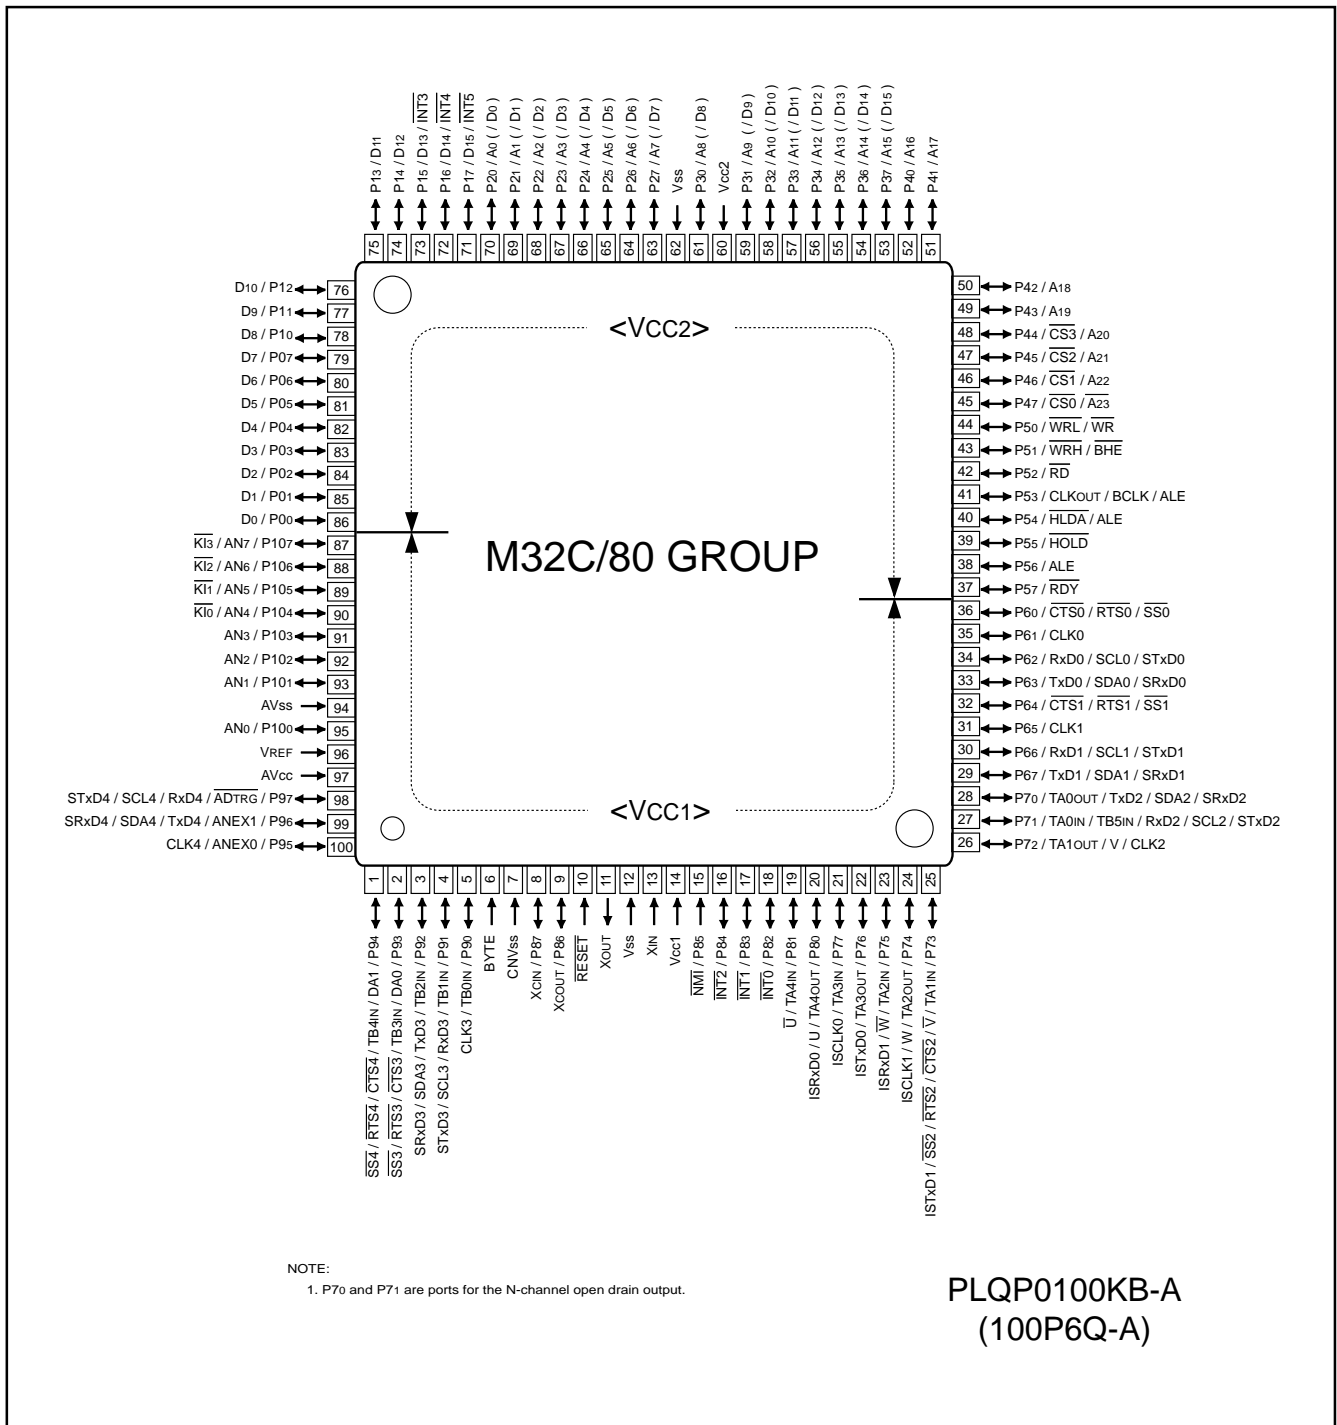 P13 / D11
P14 / D12
P15 / D13 / INT3
P16 / D14 / INT4
P17 / D15 / INT5
P20 / A0 ( / D0 )
P21 / A1 ( / D1 )
P22 / A2 ( / D2 )
P23 / A3 ( / D3 )
P24 / A4 ( / D4 )
P25 / A5 ( / D5 )
P26 / A6 ( / D6 )
P27 / A7 ( / D7 )
Vss
P30 / A8 ( / D8 )
Vcc2
P31 / A9 ( / D9 )
P32 / A10 ( / D10 )
P33 / A11 ( / D11 )
P34 / A12 ( / D12 )
P35 / A13 ( / D13 )
P36 / A14 ( / D14 )
P37 / A15 ( / D15 )
P40 / A16
P41 / A17
75 74 73 72 71 70 69 68 67 66 65 64 63 62 61 60 59 58 57 56 55 54 53 52 51
D10 / P12 76
D9 / P11 77
D8 / P10 78
D7 / P07 79
D6 / P06 80
D5 / P05 81
D4 / P04 82
D3 / P03 83
D2 / P02 84
D1 / P01 85
D0 / P00 86
KI3 / AN7 / P107 87
KI2 / AN6 / P106 88
KI1 / AN5 / P105 89
KI0 / AN4 / P104 90
AN3 / P103 91
AN2 / P102 92
AN1 / P101 93
AVss 94
AN0 / P100 95
VREF 96
AVcc 97
STxD4 / SCL4 / RxD4 / ADTRG / P97 98
SRxD4 / SDA4 / TxD4 / ANEX1 / P96 99
CLK4 / ANEX0 / P95 100
<VCC2>
M32C/80 GROUP
<VCC1>
50 P42 / A18
49 P43 / A19
48 P44 / CS3 / A20
47 P45 / CS2 / A21
46 P46 / CS1 / A22
45 P47 / CS0 / A23
44 P50 / WRL / WR
43 P51 / WRH / BHE
42 P52 / RD
41 P53 / CLKOUT / BCLK / ALE
40 P54 / HLDA / ALE
39 P55 / HOLD
38 P56 / ALE
37 P57 / RDY
36 P60 / CTS0 / RTS0 / SS0
35 P61 / CLK0
34 P62 / RxD0 / SCL0 / STxD0
33 P63 / TxD0 / SDA0 / SRxD0
32 P64 / CTS1 / RTS1 / SS1
31 P65 / CLK1
30 P66 / RxD1 / SCL1 / STxD1
29 P67 / TxD1 / SDA1 / SRxD1
28 P70 / TA0OUT / TxD2 / SDA2 / SRxD2
27 P71 / TA0IN / TB5IN / RxD2 / SCL2 / STxD2
26 P72 / TA1OUT / V / CLK2
1 2 3 4 5 6 7 8 9 10 11 12 13 14 15 16 17 18 19 20 21 22 23 24 25
SS4 / RTS4 / CTS4 / TB4IN / DA1 / P94
SS3 / RTS3 / CTS3 / TB3IN / DA0 / P93
SRxD3 / SDA3 / TxD3 / TB2IN / P92
STxD3 / SCL3 / RxD3 / TB1IN / P91
CLK3 / TB0IN / P90
BYTE
CNVss
XCIN / P87
XCOUT / P86
RESET
XOUT
Vss
XIN
Vcc1
NMI / P85
INT2 / P84
INT1 / P83
INT0 / P82
U / TA4IN / P81
ISRxD0 / U / TA4OUT / P80
ISCLK0 / TA3IN / P77
ISTxD0 / TA3OUT / P76
ISRxD1 / W / TA2IN / P75
ISCLK1 / W / TA2OUT / P74
ISTxD1 / SS2 / RTS2 / CTS2 / V / TA1IN / P73
NOTE:
1. P70 and P71 are ports for the N-channel open drain output.
PLQP0100KB-A
(100P6Q-A)